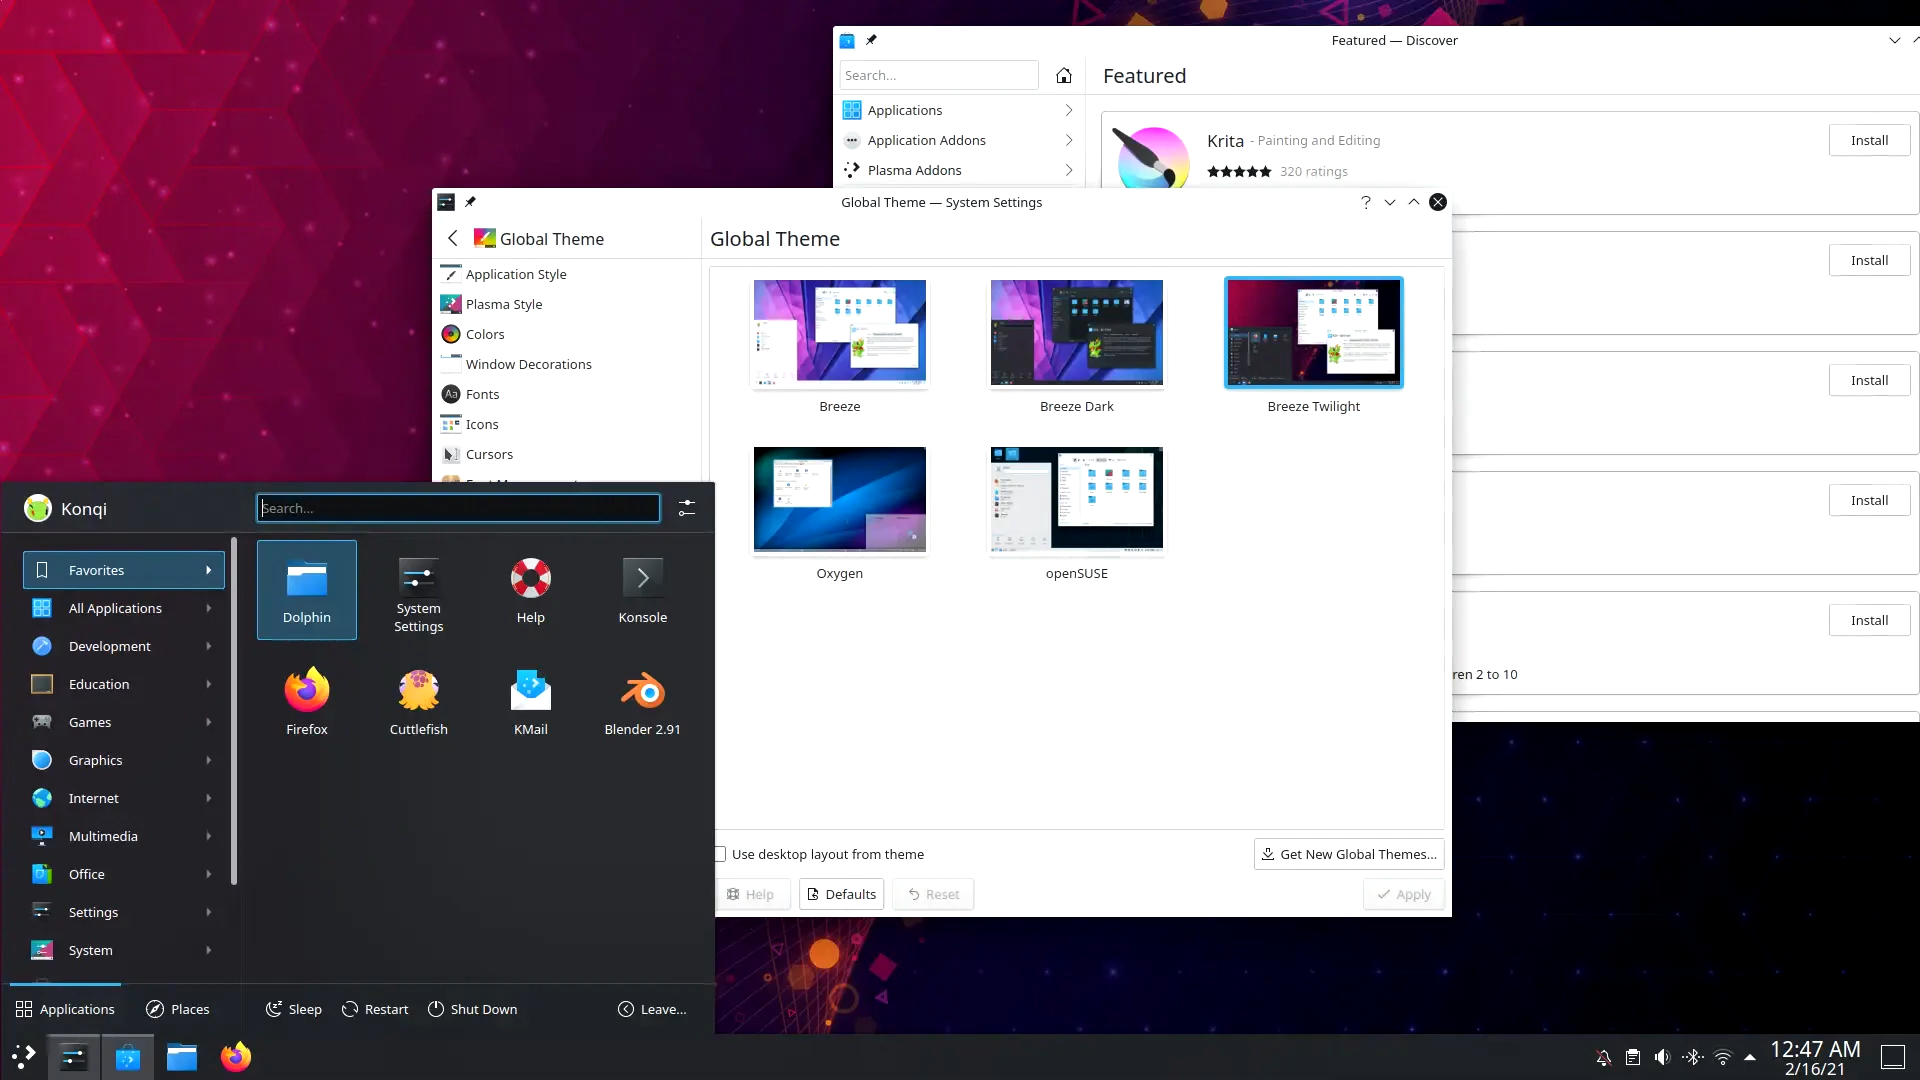 Featured — Discover
Search...
Featured
Applications
Application Addons
Plasma Addons
Krita - Painting and Editing
320 ratings
Install
Install
Install
Install
Install
ren 2 to 10
Global Theme — System Settings
Global Theme
Global Theme
Application Style
Plasma Style
Colors
Window Decorations
Aa Fonts
Icons
Cursors
Breeze
Breeze Dark
Breeze Twilight
Oxygen
openSUSE
Use desktop layout from theme
Get New Global Themes...
Help
Defaults
Reset
Apply
Konqi
Search...
Favorites
All Applications
Development
Education
Games
Graphics
Internet
Multimedia
Office
Settings
System
Dolphin
System
Settings
Help
Konsole
Firefox
Cuttlefish
KMail
Blender 2.91
Applications
Places
Sleep
Restart
Shut Down
Leave...
12:47 AM
2/16/21